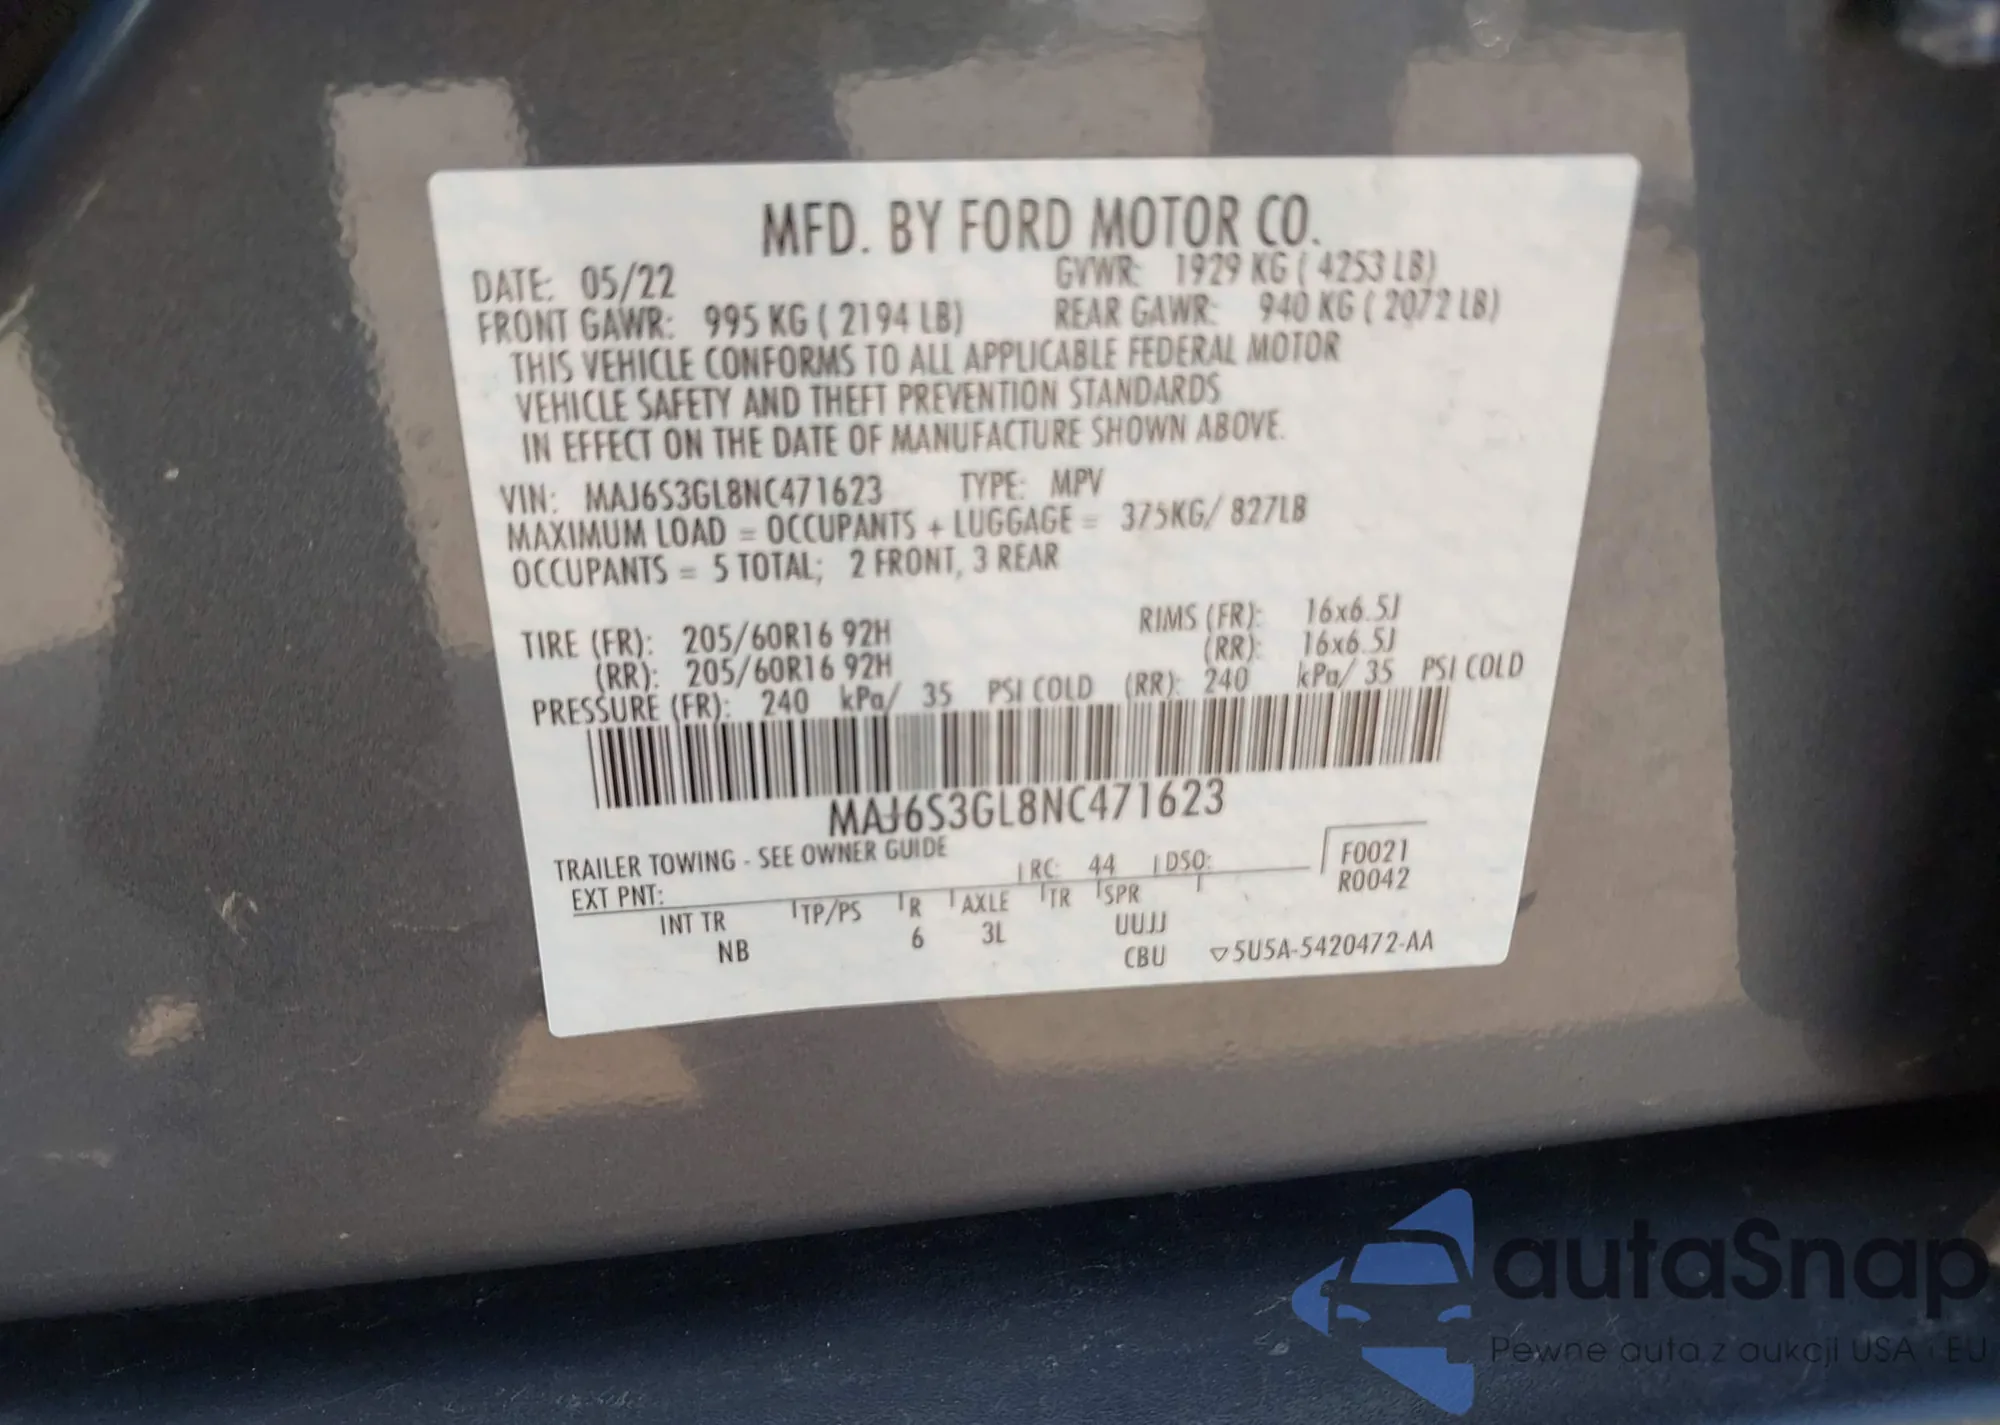 MFD. BY FORD MOTOR CO.
DATE: 05/22 GVWR: 1929 KG ( 4253 LB)
FRONT GAWR: 995 KG ( 2194 LB) REAR GAWR: 940 KG ( 2072 LB)
THIS VEHICLE CONFORMS TO ALL APPLICABLE FEDERAL MOTOR
VEHICLE SAFETY AND THEFT PREVENTION STANDARDS
IN EFFECT ON THE DATE OF MANUFACTURE SHOWN ABOVE.
VIN: MAJ6S3GL8NC471623 TYPE: MPV
MAXIMUM LOAD = OCCUPANTS + LUGGAGE = 375KG/ 827LB
OCCUPANTS = 5 TOTAL; 2 FRONT, 3 REAR
TIRE (FR): 205/60R16 92H RIMS (FR): 16x6.5J
(RR): 205/60R16 92H (RR): 16x6.5J
PRESSURE (FR): 240 kPa/ 35 PSI COLD (RR): 240 kPa/ 35 PSI COLD
MAJ6S3GL8NC471623
TRAILER TOWING - SEE OWNER GUIDE
EXT PNT: RC: 44 DSO: F0021
R0042
INT TR TP/PS R AXLE TR SPR
NB 6 3L UUJJ
CBU ▽5U5A-5420472-AA
autaSnap
Pewne auta z aukcji USA i EU